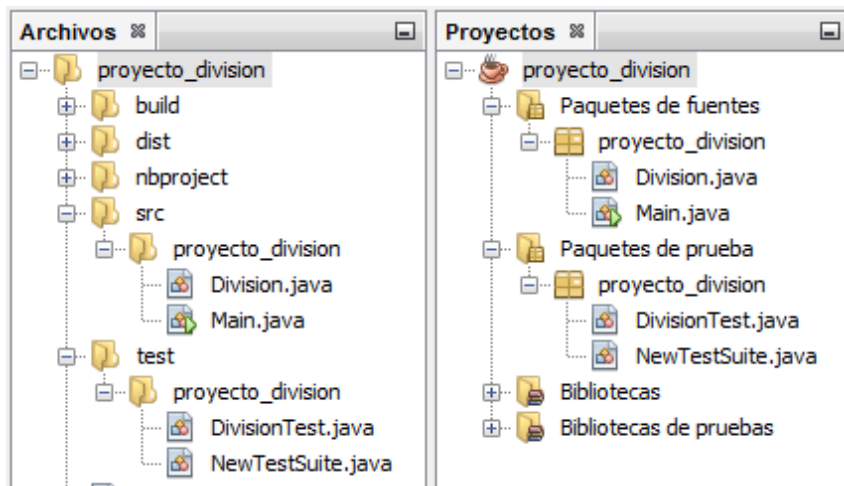 Archivos
proyecto_division
build
dist
nbproject
src
proyecto_division
Division.java
Main.java
test
proyecto_division
DivisionTest.java
NewTestSuite.java
Proyectos
proyecto_division
Paquetes de fuentes
proyecto_division
Division.java
Main.java
Paquetes de prueba
proyecto_division
DivisionTest.java
NewTestSuite.java
Bibliotecas
Bibliotecas de pruebas